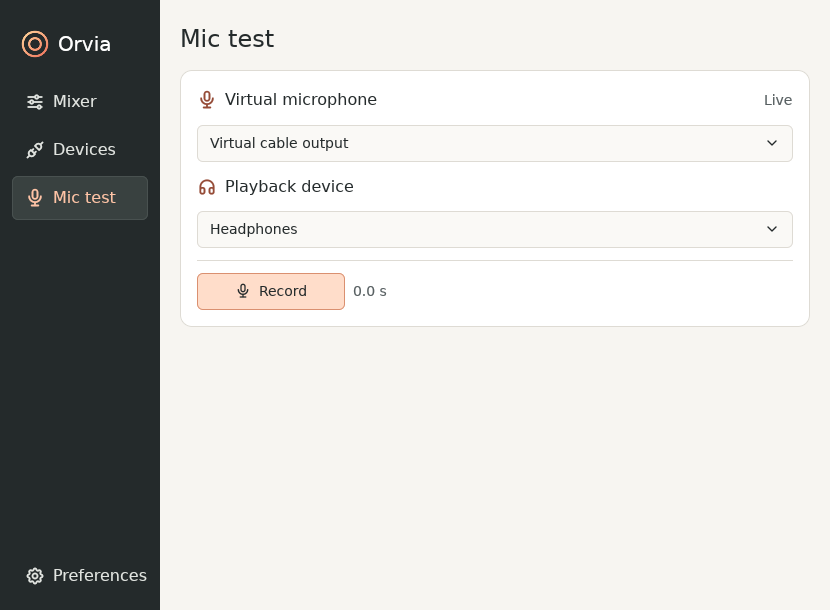 Orvia
Mixer
Devices
Mic test
Preferences
Mic test
Virtual microphone
Live
Virtual cable output
Playback device
Headphones
Record
0.0 s